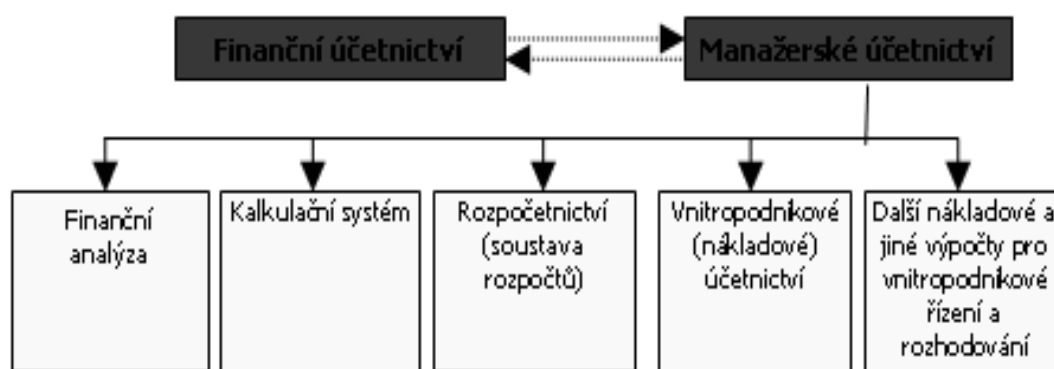 Finanční účetnictví
Manažerské účetnictví
Finanční
analýza
Kalkulační systém
Rozpočetnictví
(soustava
rozpočtů)
Vnitropodnikové
(nákladové)
účetnictví
Další nákladové a
jiné výpočty pro
vnitropodnikové
řízení a
rozhodování